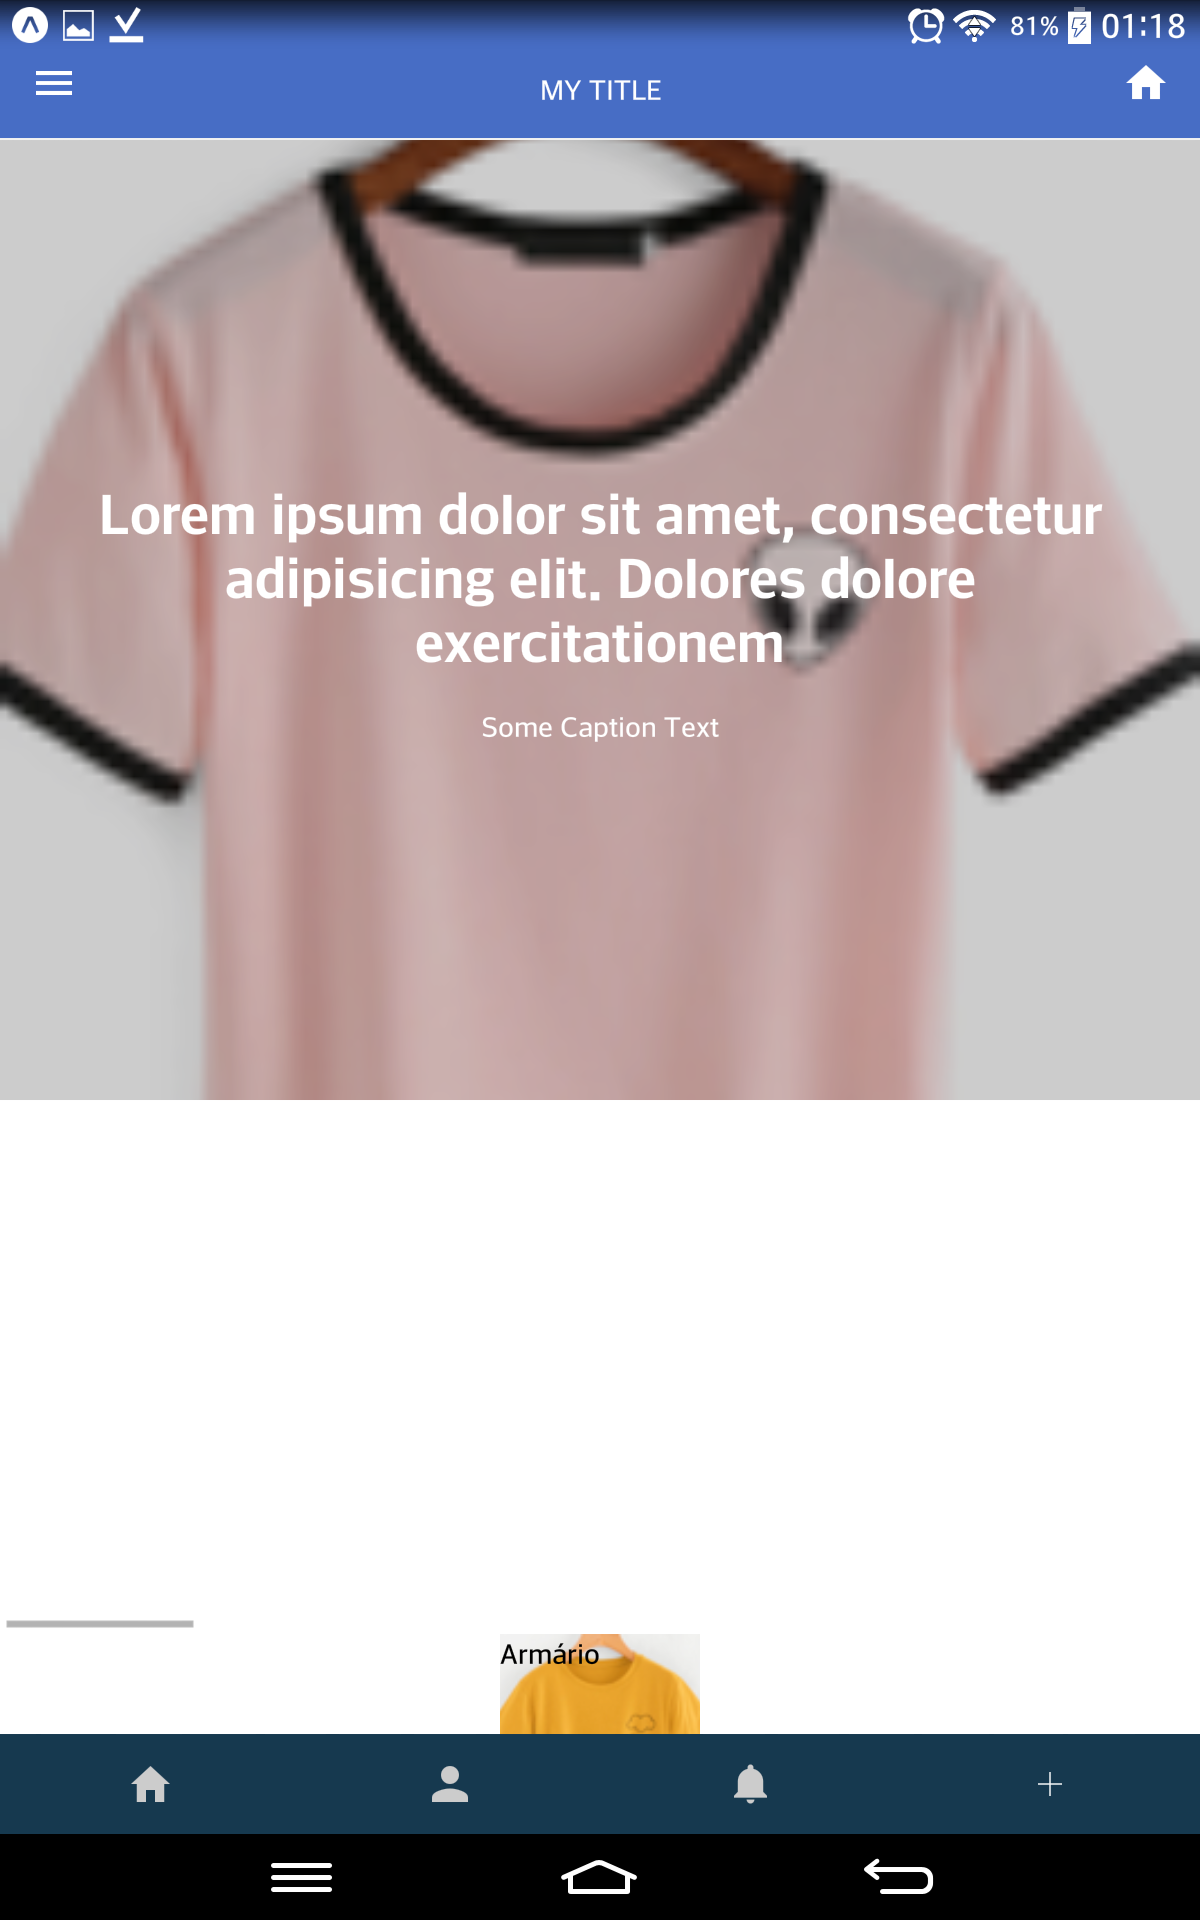 81% 01:18
MY TITLE
Lorem ipsum dolor sit amet, consectetur
adipisicing elit. Dolores dolore
exercitationem
Some Caption Text
Armário